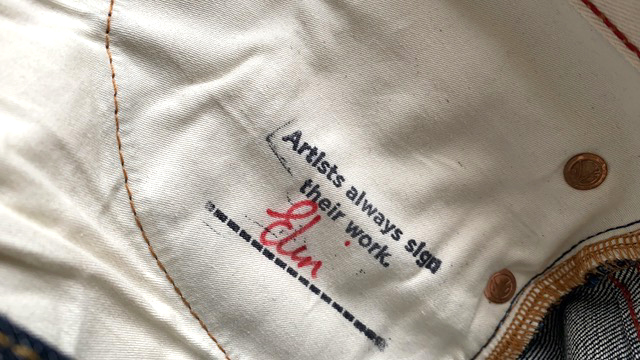 Artists always sign
their work.
Elin